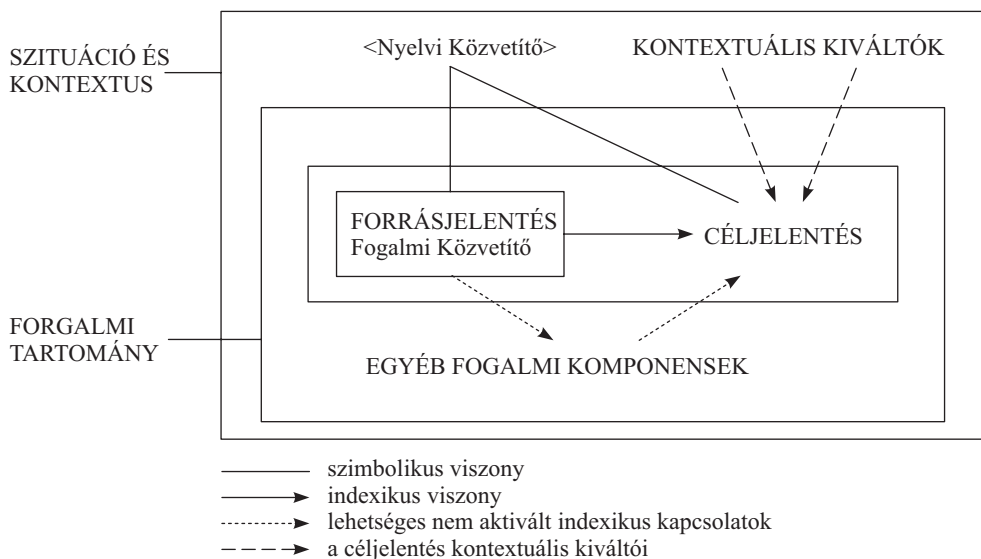 <Nyelvi Közvetítő>
KONTEXTUÁLIS KIVÁLTÓK
SZITUÁCIÓ ÉS
KONTEXTUS
FORRÁSJELENTÉS
Fogalmi Közvetítő
CÉLJELENTÉS
FORGALMI
TARTOMÁNY
EGYÉB FOGALMI KOMPONENSEK
szimbolikus viszony
indexikus viszony
lehetséges nem aktivált indexikus kapcsolatok
a céljelentés kontextuális kiváltói